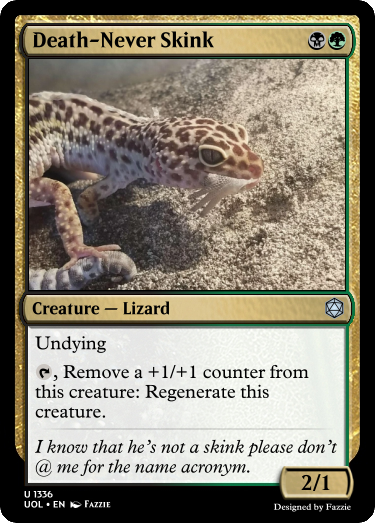 Death-Never Skink
Creature — Lizard
Undying
, Remove a +1/+1 counter from
this creature: Regenerate this
creature.
I know that he's not a skink please don't
@ me for the name acronym.
2/1
U 1336
UOL • EN Fazzie
Designed by Fazzie